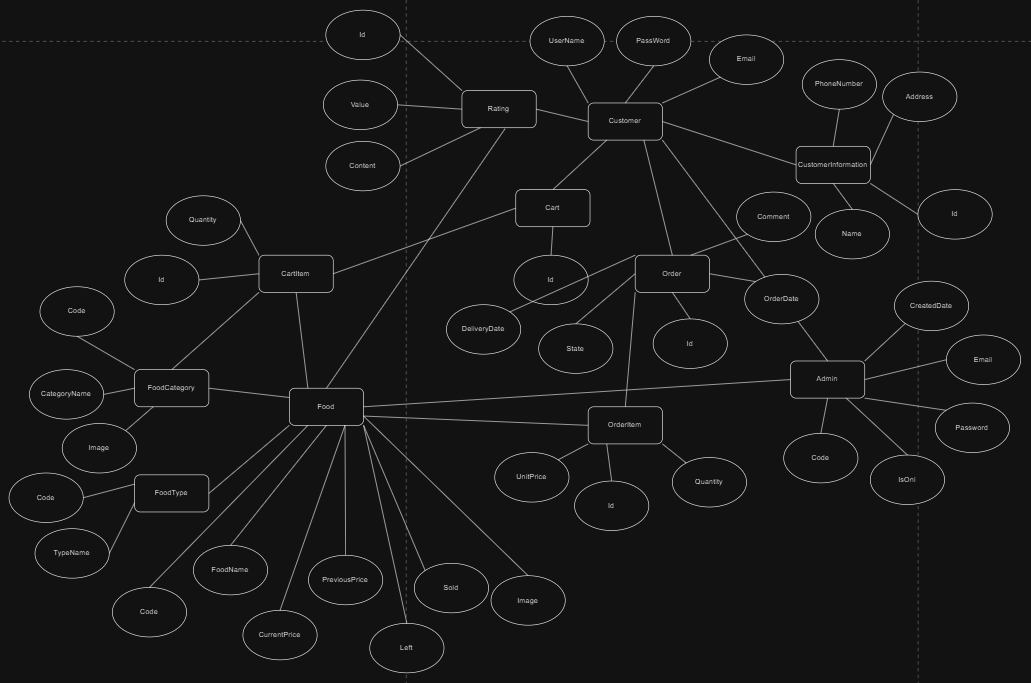 Id
UserName
PassWord
Email
PhoneNumber
Address
Value
Rating
Customer
Content
CustomerInformation
Quantity
Cart
Comment
Name
Id
Id
CartItem
Id
Order
OrderDate
Code
DeliveryDate
State
Id
CreatedDate
CategoryName
FoodCategory
Food
Admin
Email
Image
OrderItem
Password
Code
FoodType
UnitPrice
Id
Quantity
Code
IsOnl
TypeName
FoodName
PreviousPrice
Sold
Image
Code
CurrentPrice
Left